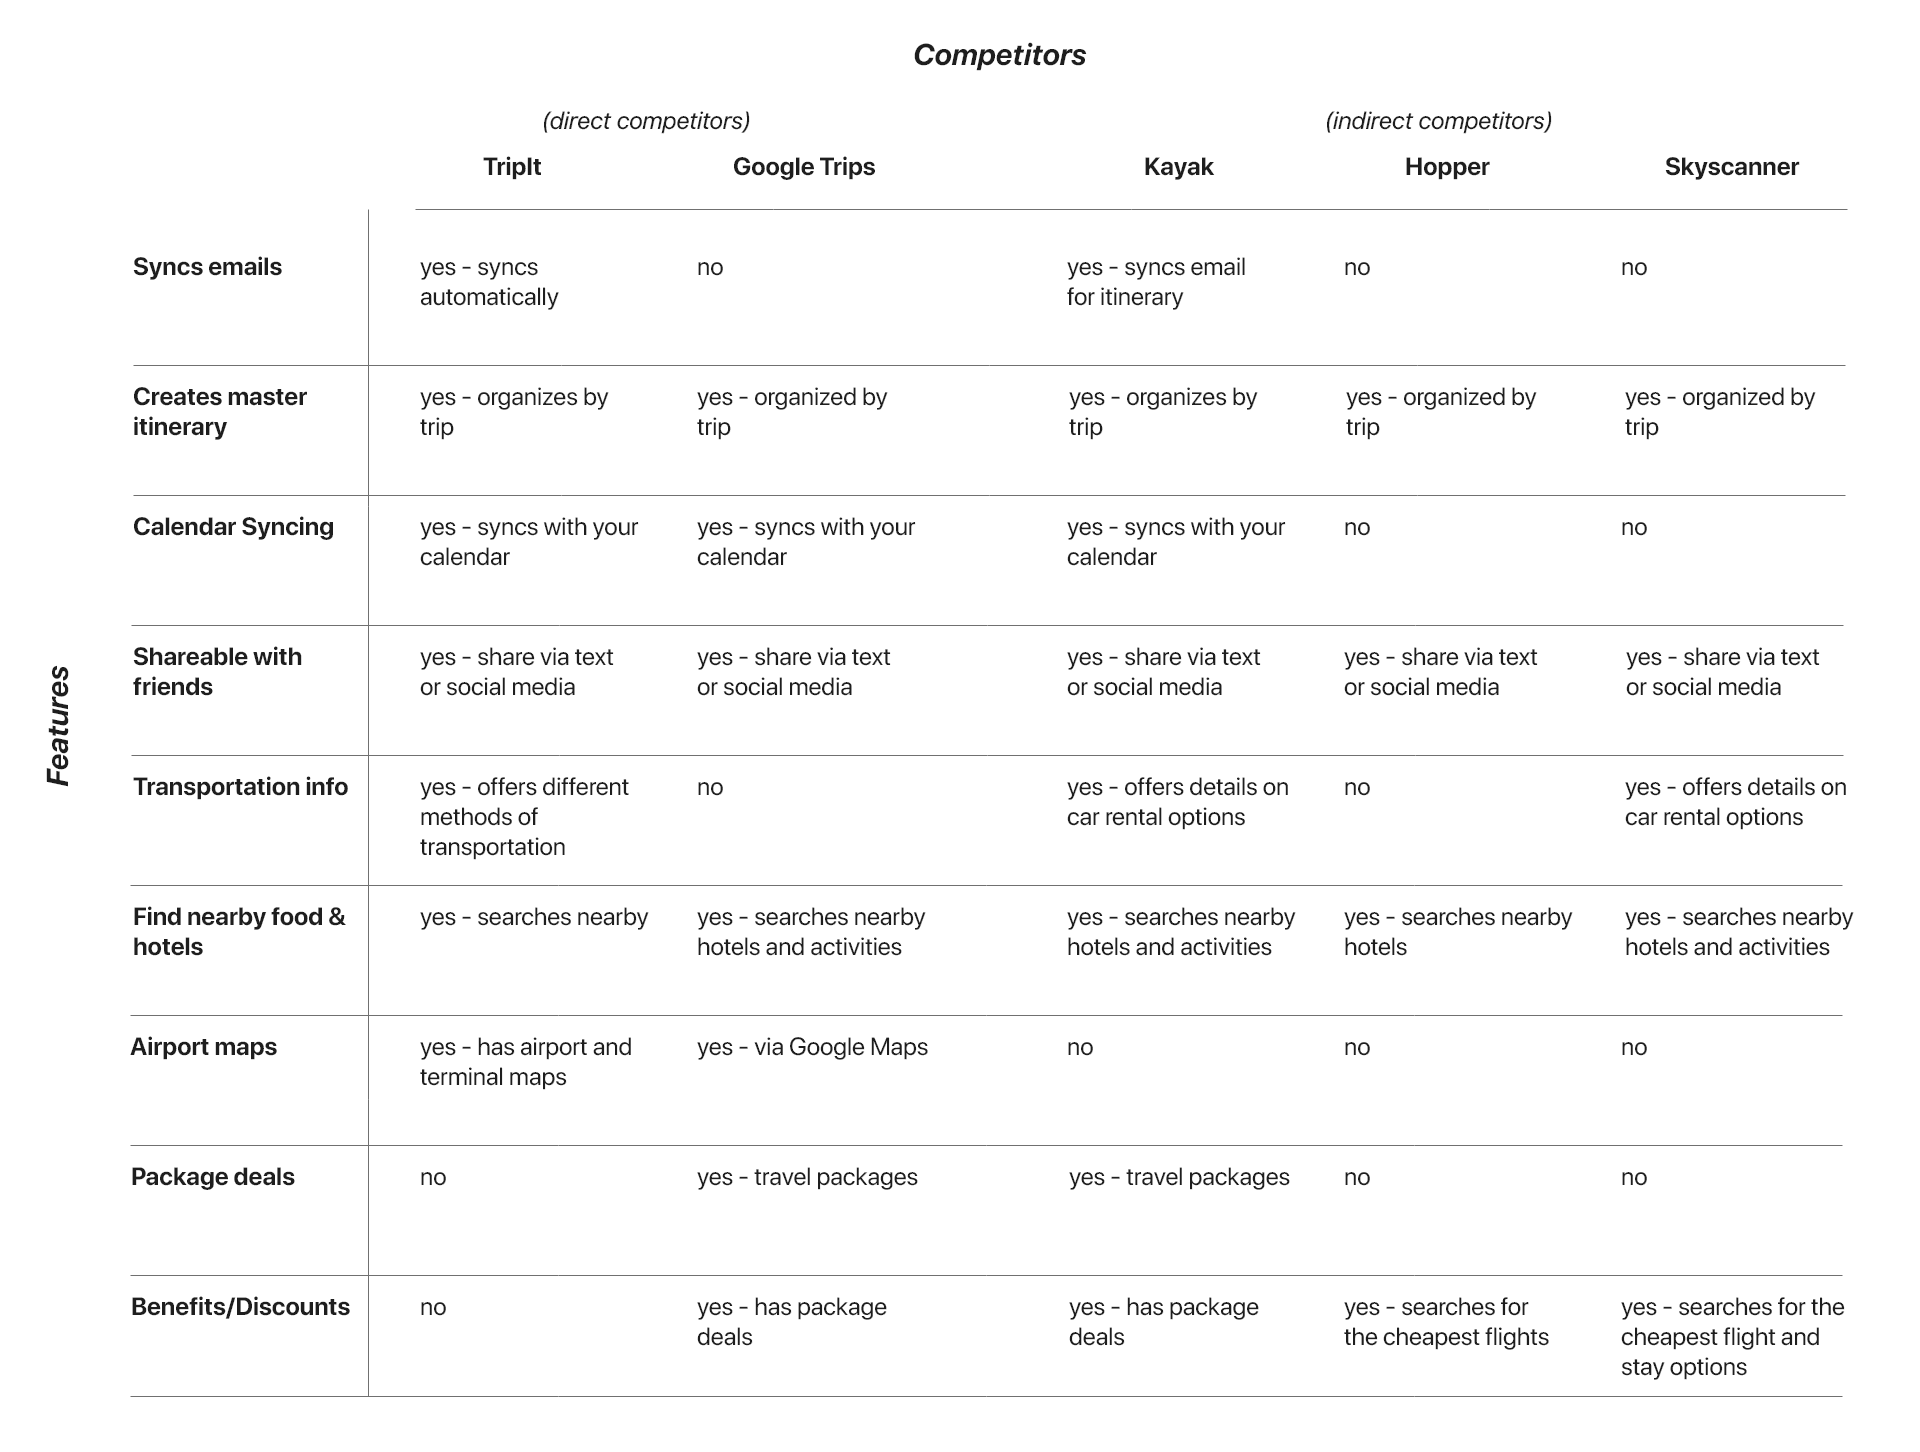 Competitors
(direct competitors) (indirect competitors)
TripIt Google Trips Kayak Hopper Skyscanner
Features
Syncs emails
yes - syncs
automatically
no
yes - syncs email
for itinerary
no
no
Creates master
itinerary
yes - organizes by
trip
yes - organized by
trip
yes - organizes by
trip
yes - organized by
trip
yes - organized by
trip
Calendar Syncing
yes - syncs with your
calendar
yes - syncs with your
calendar
yes - syncs with your
calendar
no
no
Shareable with
friends
yes - share via text
or social media
yes - share via text
or social media
yes - share via text
or social media
yes - share via text
or social media
yes - share via text
or social media
Transportation info
yes - offers different
methods of
transportation
no
yes - offers details on
car rental options
no
yes - offers details on
car rental options
Find nearby food &
hotels
yes - searches nearby
yes - searches nearby
hotels and activities
yes - searches nearby
hotels and activities
yes - searches nearby
hotels
yes - searches nearby
hotels and activities
Airport maps
yes - has airport and
terminal maps
yes - via Google Maps
no
no
no
Package deals
no
yes - travel packages
yes - travel packages
no
no
Benefits/Discounts
no
yes - has package
deals
yes - has package
deals
yes - searches for
the cheapest flights
yes - searches for the
cheapest flight and
stay options